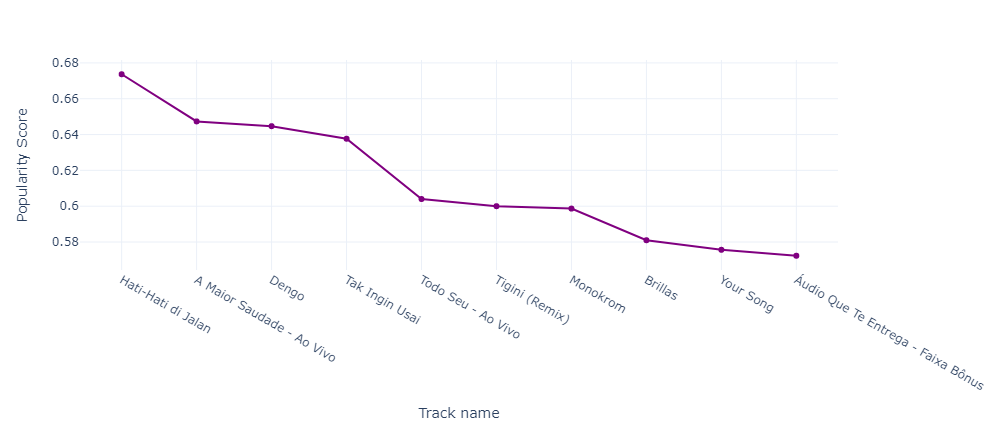 Popularity Score
0.68
0.66
0.64
0.62
0.6
0.58
Hati-Hati di Jalan
A Maior Saudade - Ao Vivo
Dengo
Tak Ingin Usai
Todo Seu - Ao Vivo
Tigini (Remix)
Monokrom
Brillas
Your Song
Áudio Que Te Entrega - Faixa Bônus
Track name